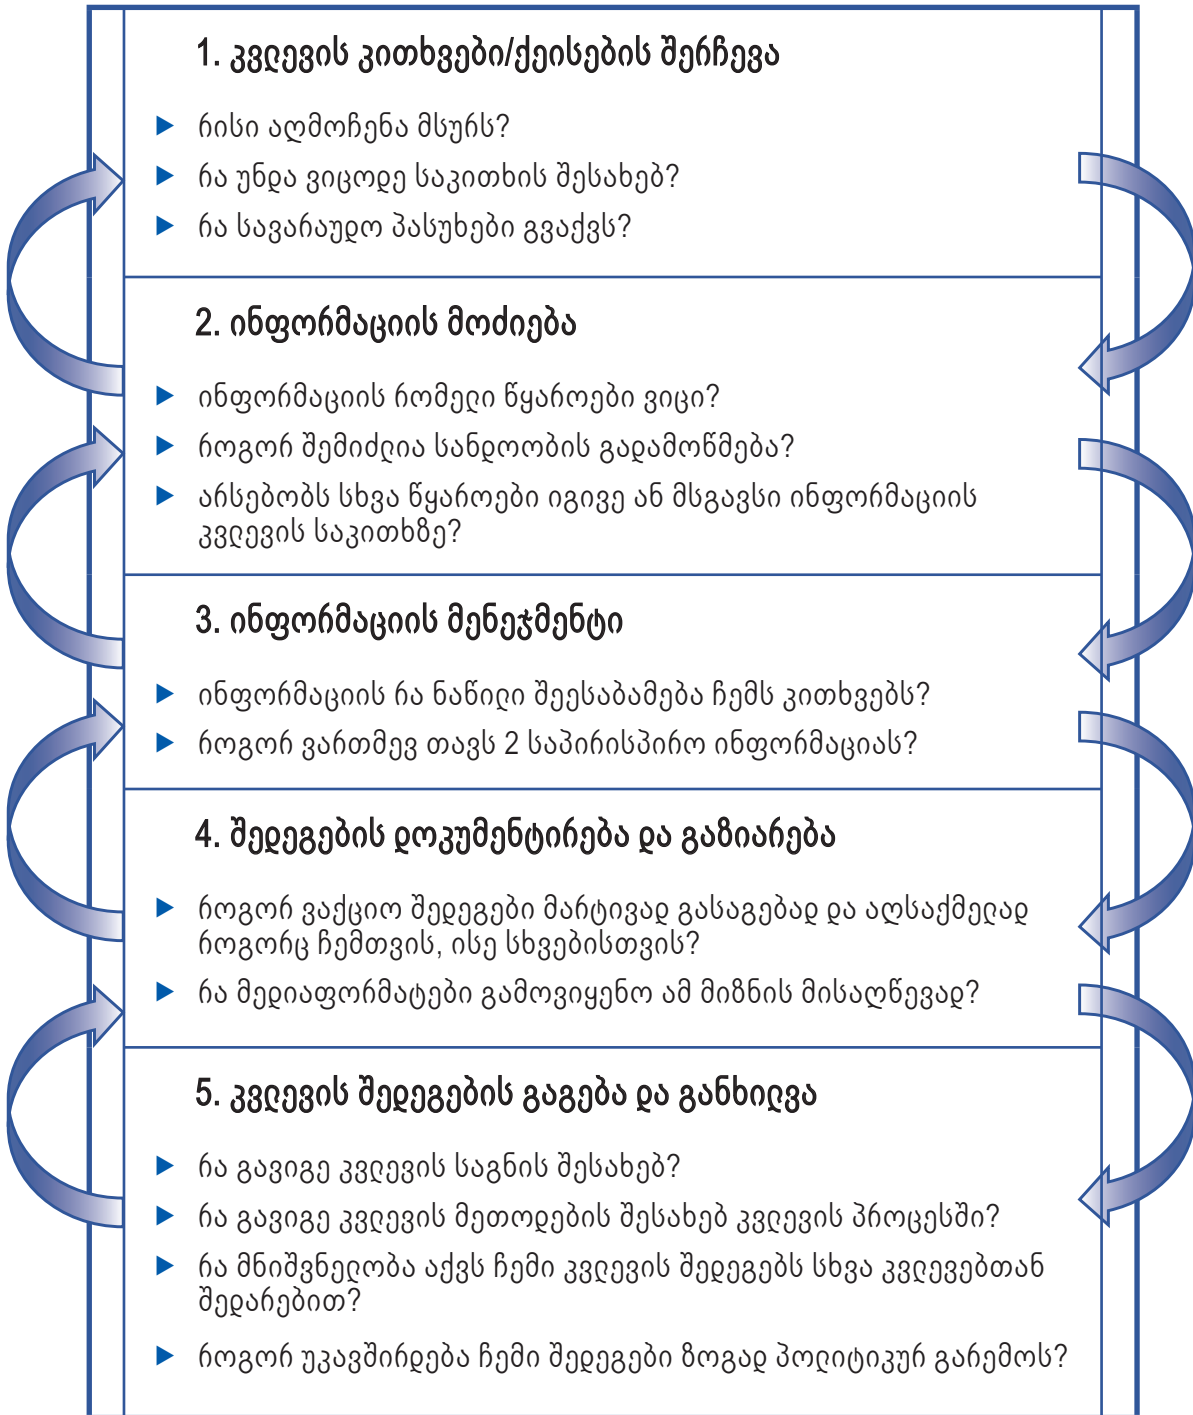 1. კვლევის კითხვები/ქეისების შერჩევა
▶ რისი აღმოჩენა მსურს?
▶ რა უნდა ვიცოდე საკითხის შესახებ?
▶ რა სავარაუდო პასუხები გვაქვს?
2. ინფორმაციის მოძიება
▶ ინფორმაციის რომელი წყაროები ვიცი?
▶ როგორ შემიძლია სანდოობის გადამოწმება?
▶ არსებობს სხვა წყაროები იგივე ან მსგავსი ინფორმაციის
კვლევის საკითხზე?
3. ინფორმაციის მენეჯმენტი
▶ ინფორმაციის რა ნაწილი შეესაბამება ჩემს კითხვებს?
▶ როგორ ვართმევ თავს 2 საპირისპირო ინფორმაციას?
4. შედეგების დოკუმენტირება და გაზიარება
▶ როგორ ვაქციო შედეგები მარტივად გასაგებად და აღსაქმელად
როგორც ჩემთვის, ისე სხვებისთვის?
▶ რა მედიაფორმატები გამოვიყენო ამ მიზნის მისაღწევად?
5. კვლევის შედეგების გაგება და განხილვა
▶ რა გავიგე კვლევის საგნის შესახებ?
▶ რა გავიგე კვლევის მეთოდების შესახებ კვლევის პროცესში?
▶ რა მნიშვნელობა აქვს ჩემი კვლევის შედეგებს სხვა კვლევებთან
შედარებით?
▶ როგორ უკავშირდება ჩემი შედეგები ზოგად პოლიტიკურ გარემოს?